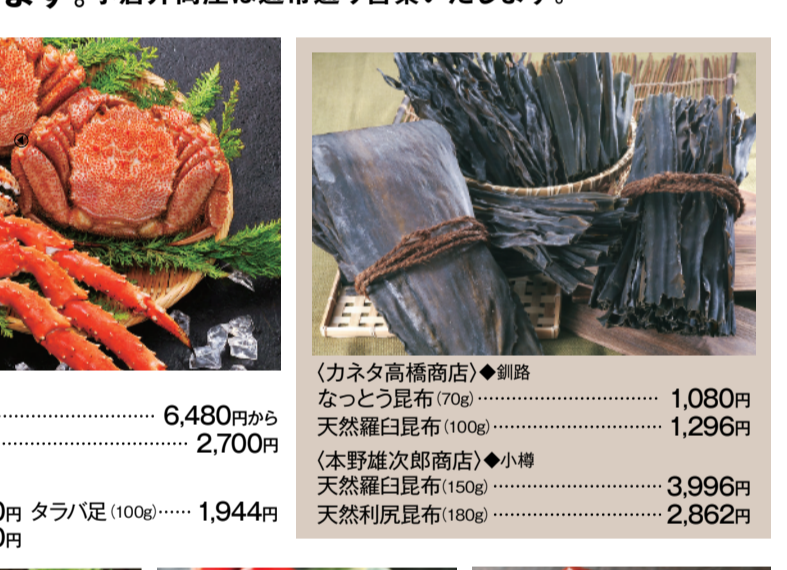 ます。
6,480円から
2,700円
0円 タラバ足(100g)…… 1,944円
0円
〈カネタ高橋商店〉◆釧路
なっとう昆布(70g)…… 1,080円
天然羅臼昆布(100g)…… 1,296円
〈本野雄次郎商店〉◆小樽
天然羅臼昆布(150g)…… 3,996円
天然利尻昆布(180g)…… 2,862円